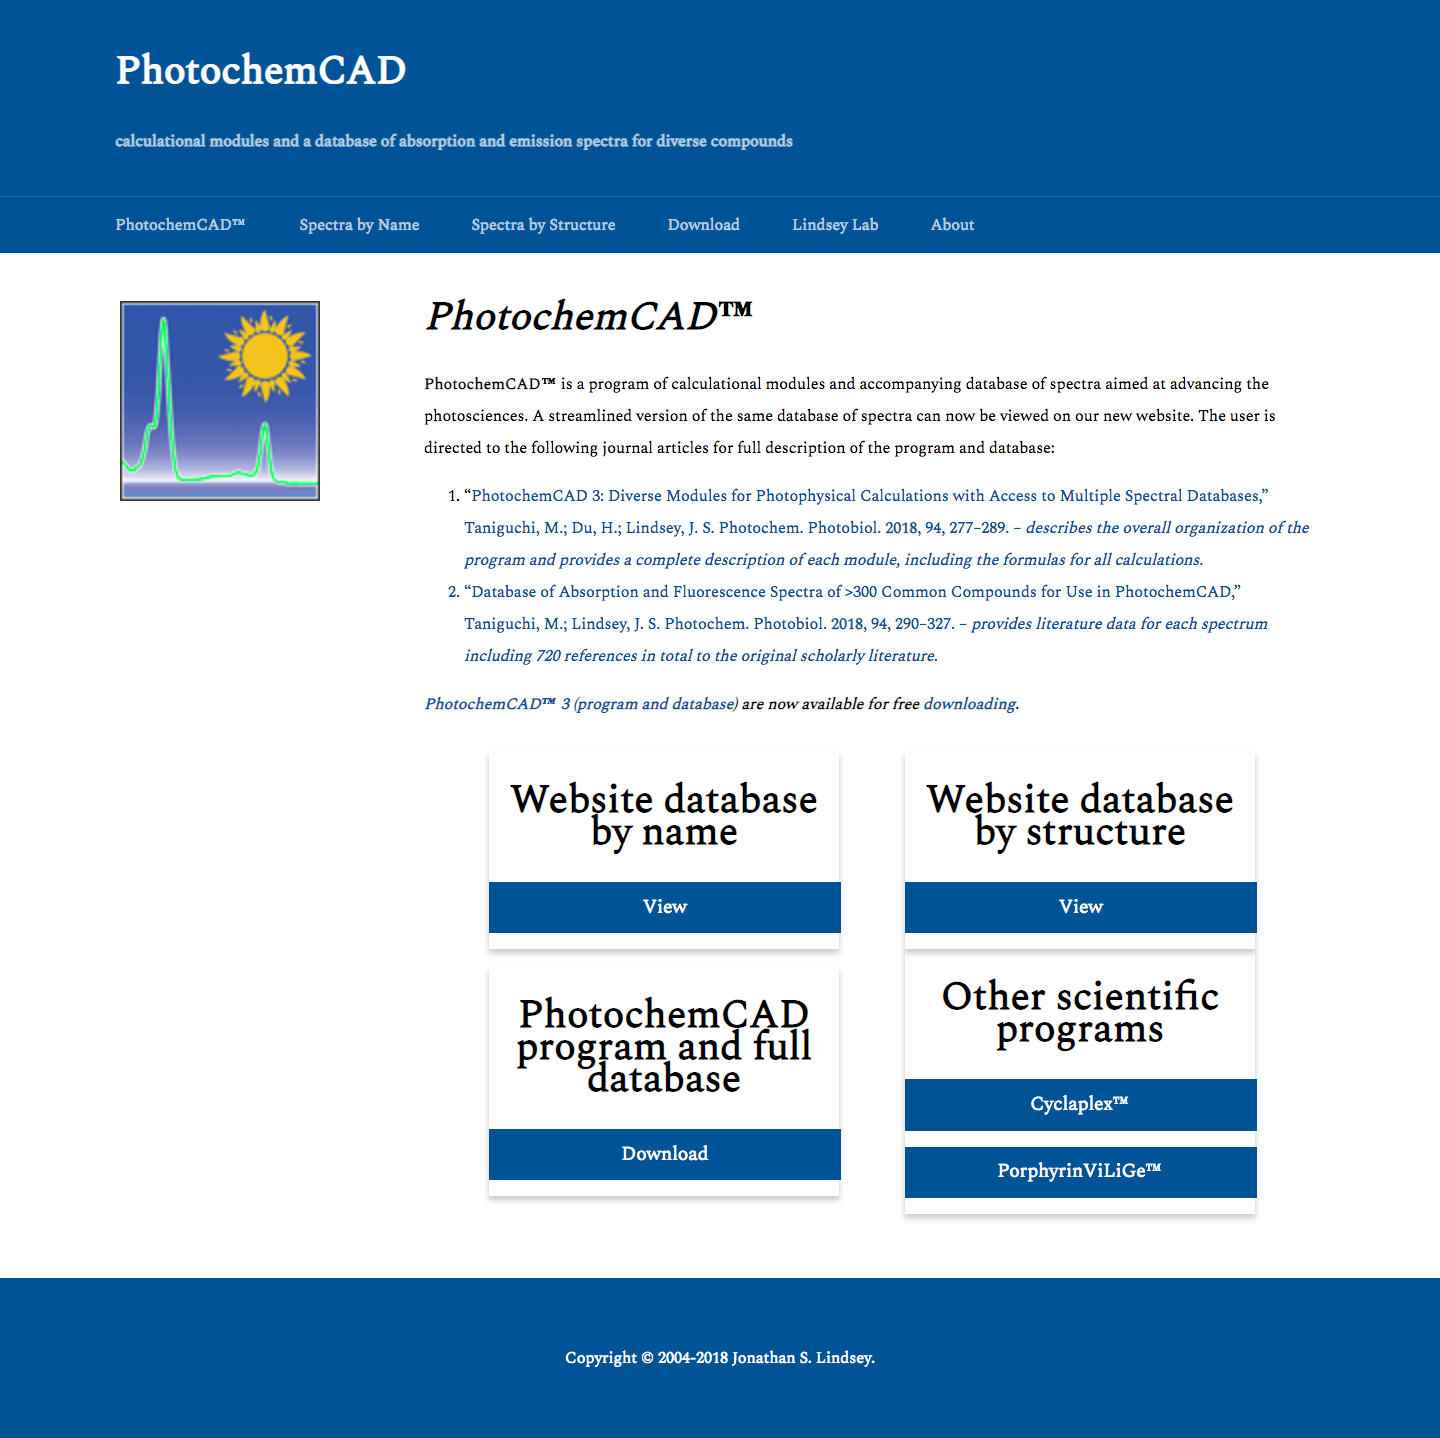 PhotochemCAD
calculational modules and a database of absorption and emission spectra for diverse compounds
PhotochemCAD™
Spectra by Name
Spectra by Structure
Download
Lindsey Lab
About
PhotochemCAD™
PhotochemCAD™ is a program of calculational modules and accompanying database of spectra aimed at advancing the
photosciences. A streamlined version of the same database of spectra can now be viewed on our new website. The user is
directed to the following journal articles for full description of the program and database:
1. “PhotochemCAD 3: Diverse Modules for Photophysical Calculations with Access to Multiple Spectral Databases,”
Taniguchi, M.; Du, H.; Lindsey, J. S. Photochem. Photobiol. 2018, 94, 277–289. – describes the overall organization of the
program and provides a complete description of each module, including the formulas for all calculations.
2. “Database of Absorption and Fluorescence Spectra of >300 Common Compounds for Use in PhotochemCAD,”
Taniguchi, M.; Lindsey, J. S. Photochem. Photobiol. 2018, 94, 290–327. – provides literature data for each spectrum
including 720 references in total to the original scholarly literature.
PhotochemCAD™ 3 (program and database) are now available for free downloading.
Website database
by name
View
Website database
by structure
View
PhotochemCAD
program and full
database
Download
Other scientific
programs
Cyclaplex™
PorphyrinViLiGe™
Copyright © 2004-2018 Jonathan S. Lindsey.